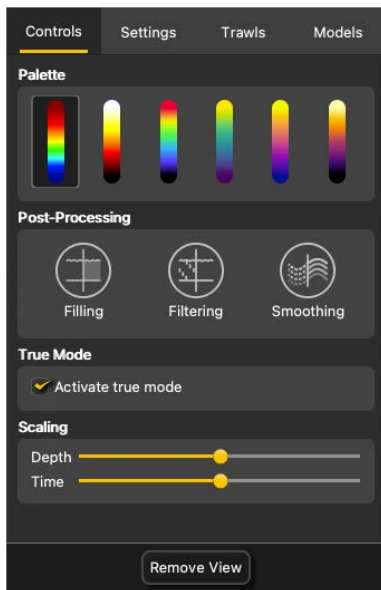 Controls Settings Trawls Models
Palette
Post-Processing
Filling Filtering Smoothing
True Mode
Activate true mode
Scaling
Depth
Time
Remove View